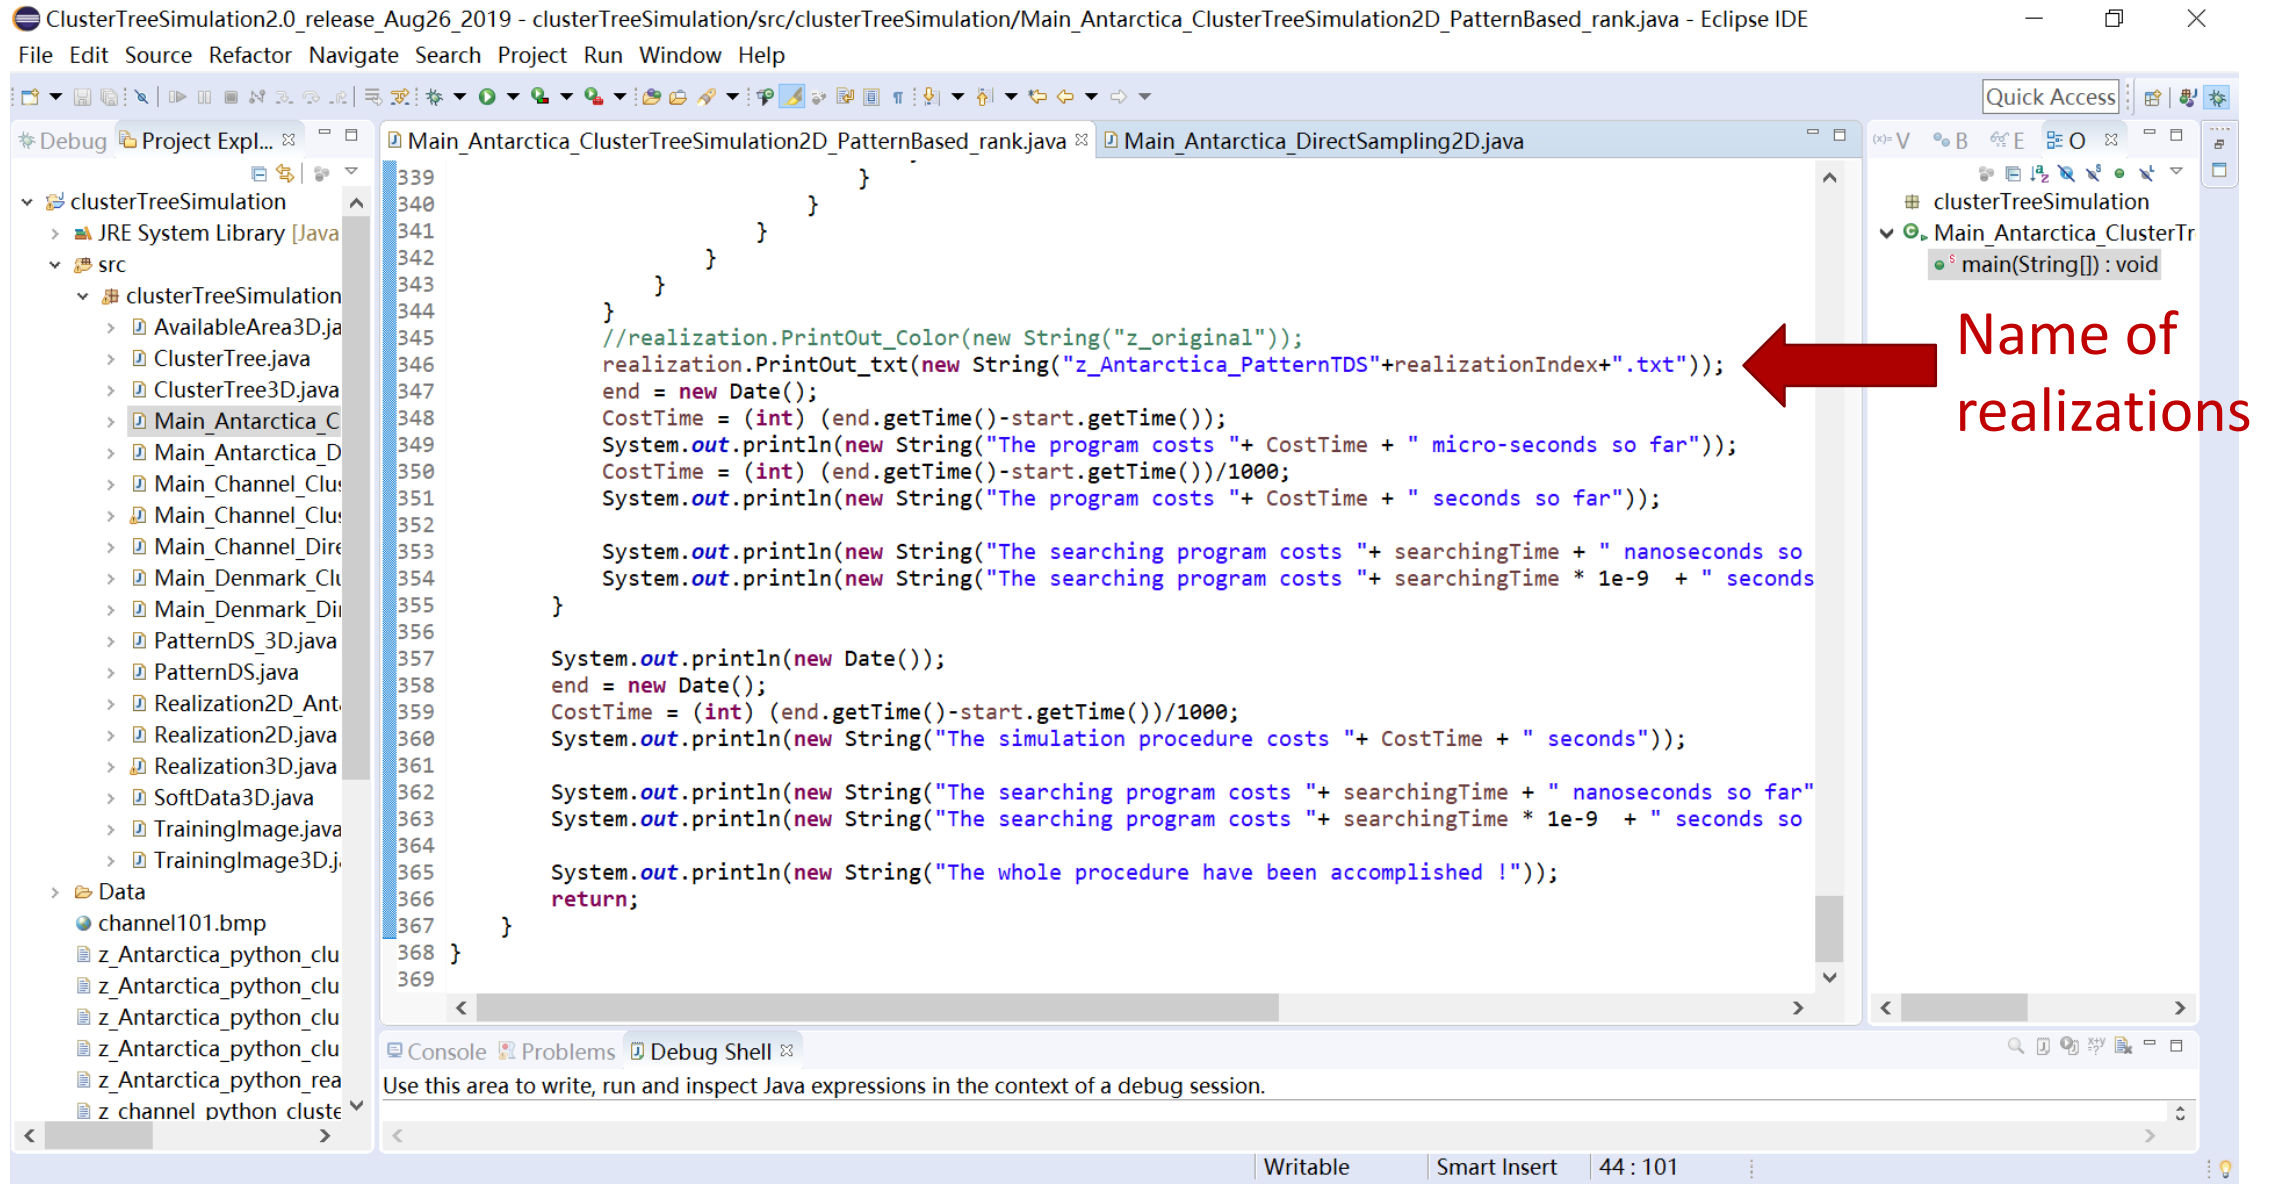 ClusterTreeSimulation2.0_release_Aug26_2019 - clusterTreeSimulation/src/clusterTreeSimulation/Main_Antarctica_ClusterTreeSimulation2D_PatternBased_rank.java - Eclipse IDE
File Edit Source Refactor Navigate Search Project Run Window Help
Quick Access
Debug Project Expl...
Main_Antarctica_ClusterTreeSimulation2D_PatternBased_rank.java Main_Antarctica_DirectSampling2D.java
(x)= V B E O
clusterTreeSimulation
JRE System Library [Java
src
clusterTreeSimulation
AvailableArea3D.ja
ClusterTree.java
ClusterTree3D.java
Main_Antarctica_C
Main_Antarctica_D
Main_Channel_Clus
Main_Channel_Clus
Main_Channel_Dire
Main_Denmark_Clu
Main_Denmark_Dir
PatternDS_3D.java
PatternDS.java
Realization2D_Anta
Realization2D.java
Realization3D.java
SoftData3D.java
TrainingImage.java
TrainingImage3D.ja
Data
channel101.bmp
z_Antarctica_python_clu
z_Antarctica_python_clu
z_Antarctica_python_clu
z_Antarctica_python_clu
z_Antarctica_python_rea
z_channel_python_cluste
339 }
340 }
341 }
342 }
343 }
344 }
345 //realization.PrintOut_Color(new String("z_original"));
346 realization.PrintOut_txt(new String("z_Antarctica_PatternTDS"+realizationIndex+".txt"));
347 end = new Date();
348 CostTime = (int) (end.getTime()-start.getTime());
349 System.out.println(new String("The program costs "+ CostTime + " micro-seconds so far"));
350 CostTime = (int) (end.getTime()-start.getTime())/1000;
351 System.out.println(new String("The program costs "+ CostTime + " seconds so far"));
352
353 System.out.println(new String("The searching program costs "+ searchingTime + " nanoseconds so
354 System.out.println(new String("The searching program costs "+ searchingTime * 1e-9 + " seconds
355 }
356
357 System.out.println(new Date());
358 end = new Date();
359 CostTime = (int) (end.getTime()-start.getTime())/1000;
360 System.out.println(new String("The simulation procedure costs "+ CostTime + " seconds"));
361
362 System.out.println(new String("The searching program costs "+ searchingTime + " nanoseconds so far"
363 System.out.println(new String("The searching program costs "+ searchingTime * 1e-9 + " seconds so
364
365 System.out.println(new String("The whole procedure have been accomplished !"));
366 return;
367 }
368 }
369
clusterTreeSimulation
Main_Antarctica_ClusterTr
main(String[]) : void
Name of
realizations
Console Problems Debug Shell
Use this area to write, run and inspect Java expressions in the context of a debug session.
Writable Smart Insert 44 : 101